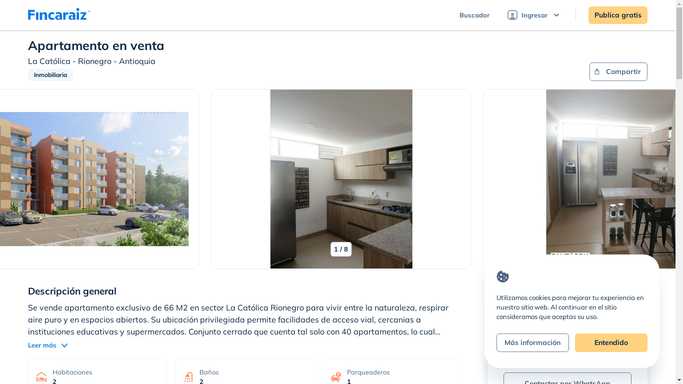 Fincaraiz
Buscador
Ingresar
Publica gratis
Apartamento en venta
La Católica - Rionegro - Antioquia
Inmobiliaria
Compartir
1 / 8
Descripción general
Se vende apartamento exclusivo de 66 M2 en sector La Católica Rionegro para vivir entre la naturaleza, respirar
aire puro y en espacios abiertos. Su ubicación privilegiada permite facilidades de acceso vial, cercanías a
instituciones educativas y supermercados. Conjunto cerrado que cuenta tal solo con 40 apartamentos, lo cual...
Leer más
Habitaciones
2
Baños
2
Parqueaderos
1
Utilizamos cookies para mejorar tu experiencia en
nuestro sitio web. Al continuar en el sitio
consideramos que aceptas su uso.
Más información
Entendido
Contactar por WhatsApp